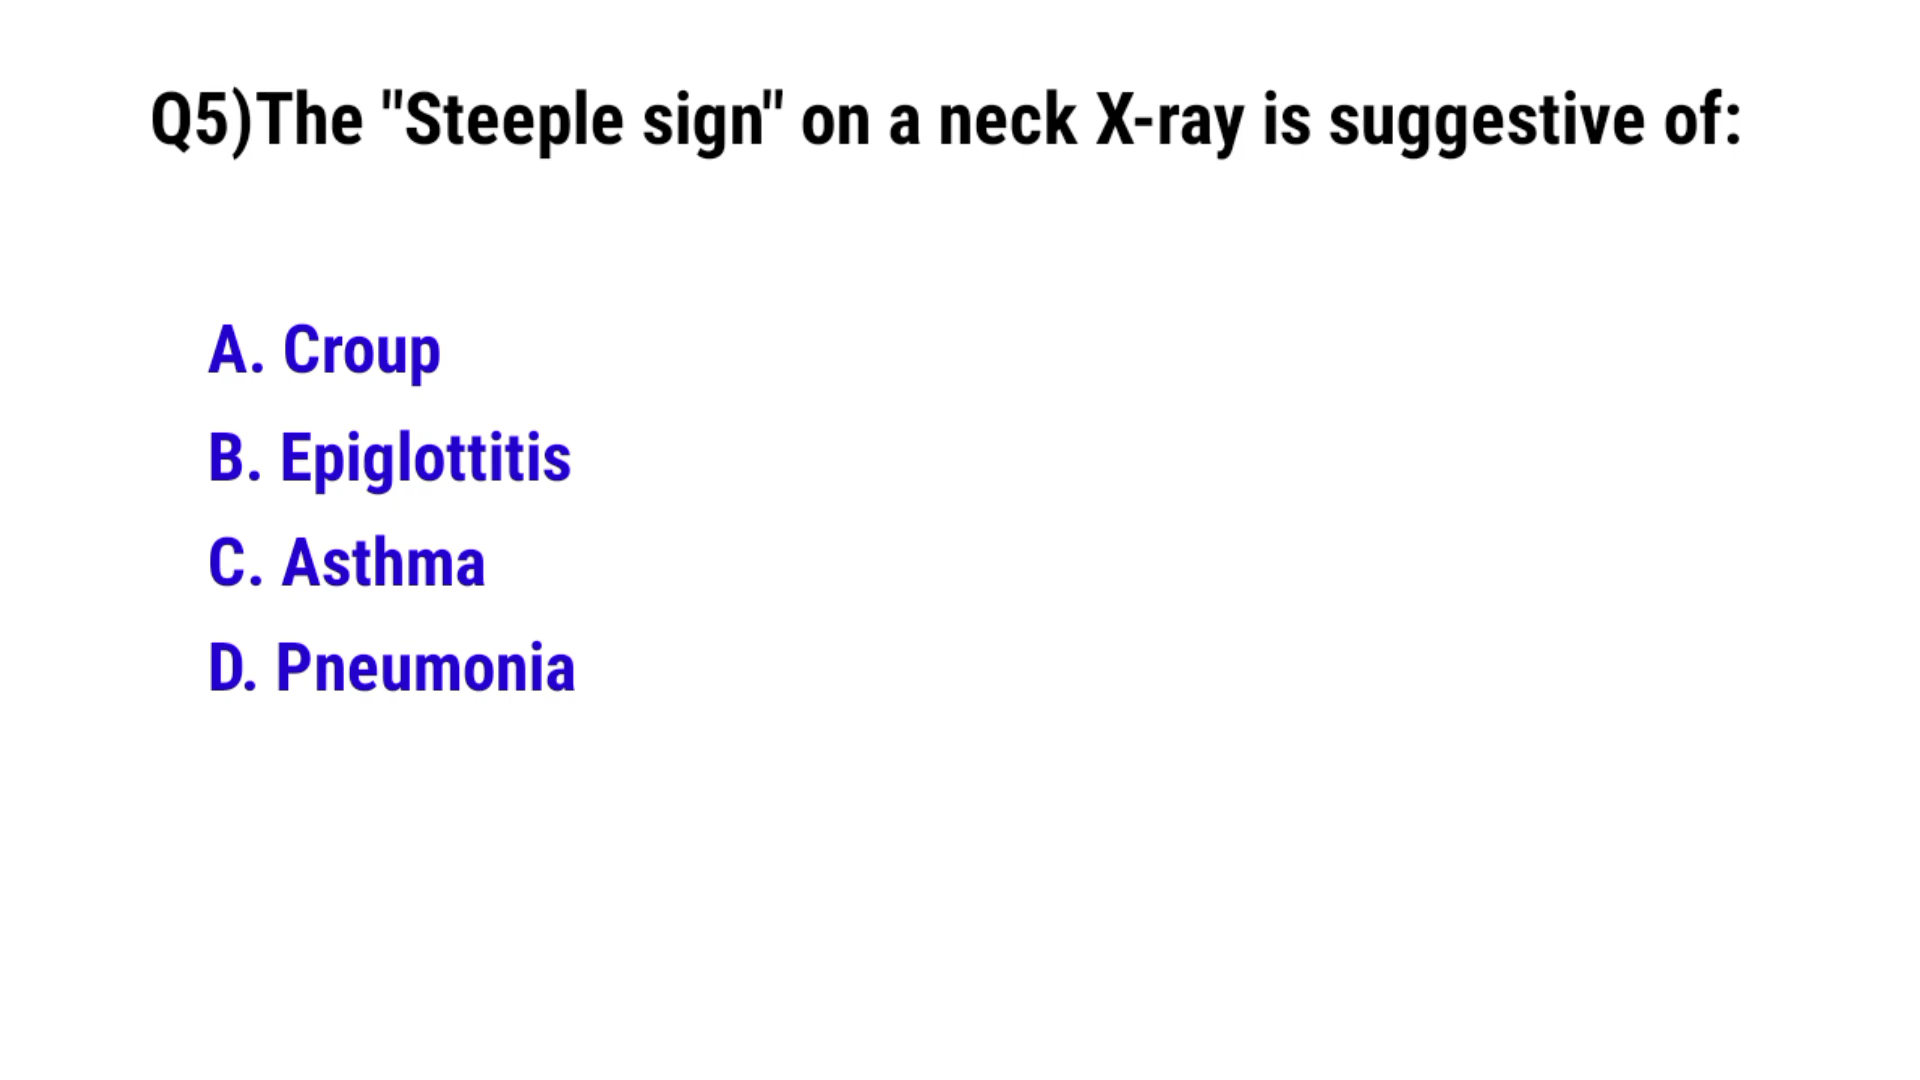 Q5)The "Steeple sign" on a neck X-ray is suggestive of:
A. Croup
B. Epiglottitis
C. Asthma
D. Pneumonia